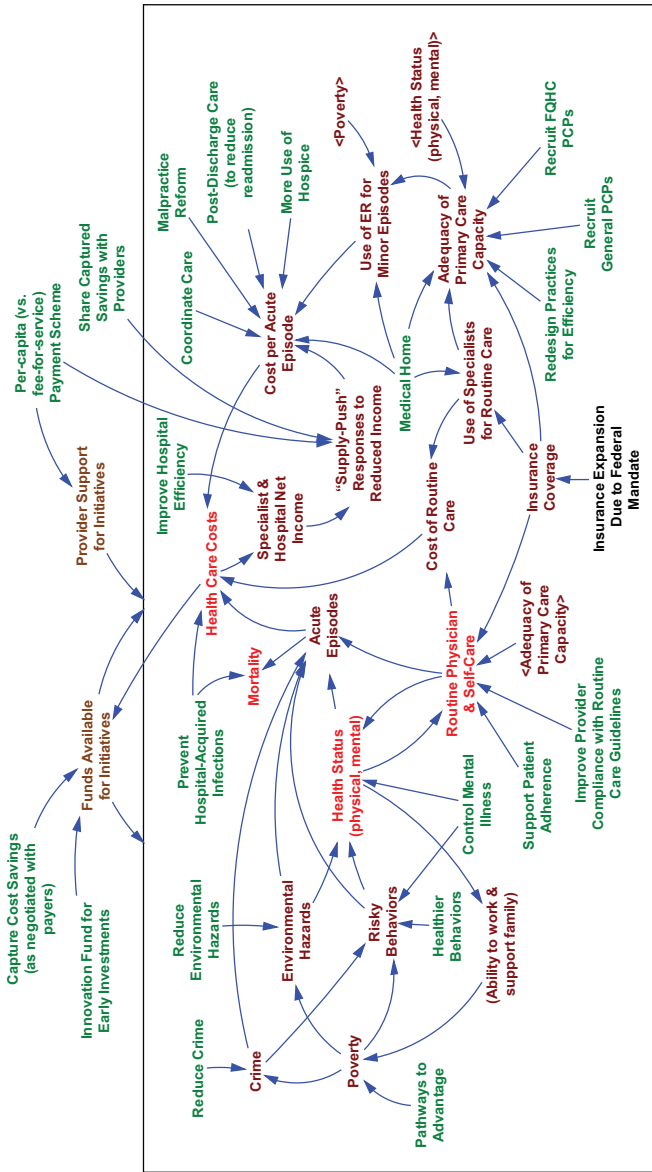 Capture Cost Savings
(as negotiated with
payers)
Innovation Fund for
Early Investments
Funds Available
for Initiatives
Provider Support
for Initiatives
Per-capita (vs.
fee-for-service)
Payment Scheme
Share Captured
Savings with
Providers
Reduce Crime
Reduce
Environmental
Hazards
Prevent
Hospital-Acquired
Infections
Improve Hospital
Efficiency
Coordinate Care
Malpractice
Reform
Post-Discharge Care
(to reduce
readmission)
More Use of
Hospice
Crime
Environmental
Hazards
Mortality
Health Care Costs
Specialist &
Hospital Net
Income
Cost per Acute
Episode
<Poverty>
Poverty
Risky
Behaviors
Health Status
(physical, mental)
Acute
Episodes
"Supply-Push"
Responses to
Reduced Income
Use of ER for
Minor Episodes
<Health Status
(physical, mental)>
Pathways to
Advantage
Healthier
Behaviors
Control Mental
Illness
Routine Physician
& Self-Care
Cost of Routine
Care
Medical Home
Use of Specialists
for Routine Care
Adequacy of
Primary Care
Capacity
(Ability to work &
support family)
Support Patient
Adherence
Improve Provider
Compliance with Routine
Care Guidelines
<Adequacy of
Primary Care
Capacity>
Insurance
Coverage
Redesign Practices
for Efficiency
Recruit
General PCPs
Recruit FQHC
PCPs
Insurance Expansion
Due to Federal
Mandate